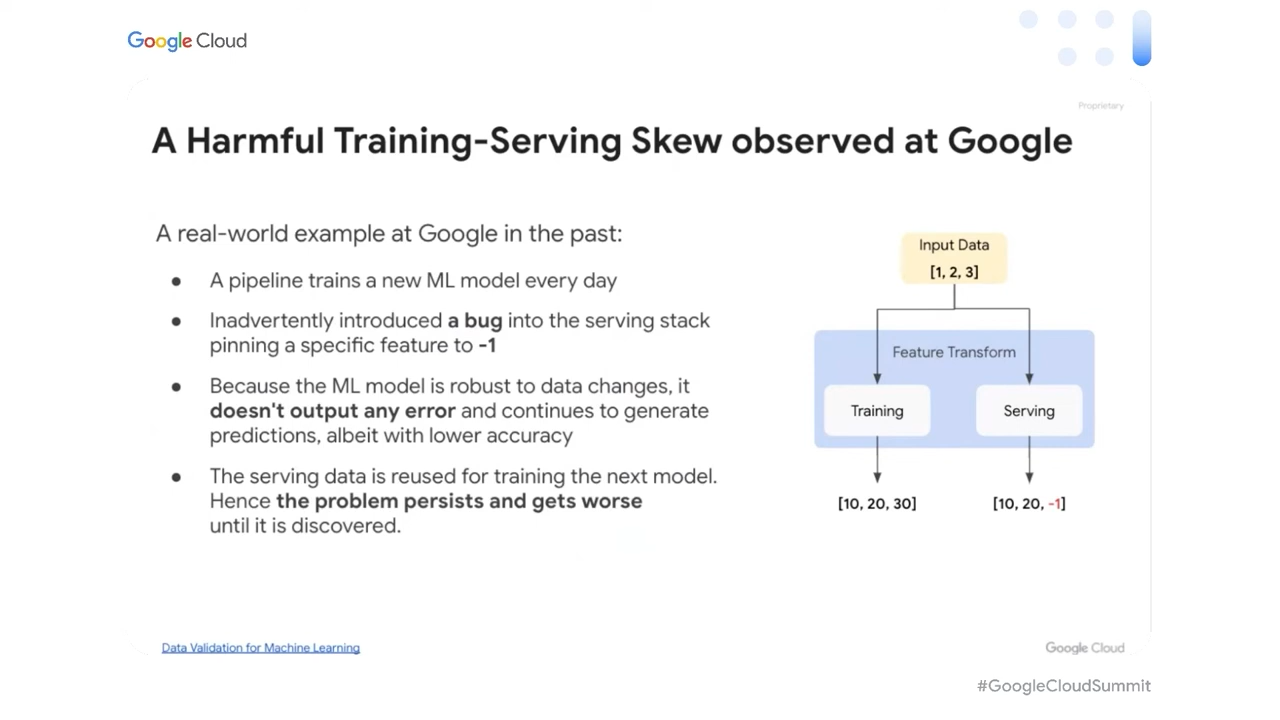 Google Cloud
Proprietary
A Harmful Training-Serving Skew observed at Google
A real-world example at Google in the past:
● A pipeline trains a new ML model every day
● Inadvertently introduced a bug into the serving stack
pinning a specific feature to -1
● Because the ML model is robust to data changes, it
doesn't output any error and continues to generate
predictions, albeit with lower accuracy
● The serving data is reused for training the next model.
Hence the problem persists and gets worse
until it is discovered.
Input Data
[1, 2, 3]
Feature Transform
Training
Serving
[10, 20, 30]
[10, 20, -1]
Data Validation for Machine Learning
Google Cloud
#GoogleCloudSummit